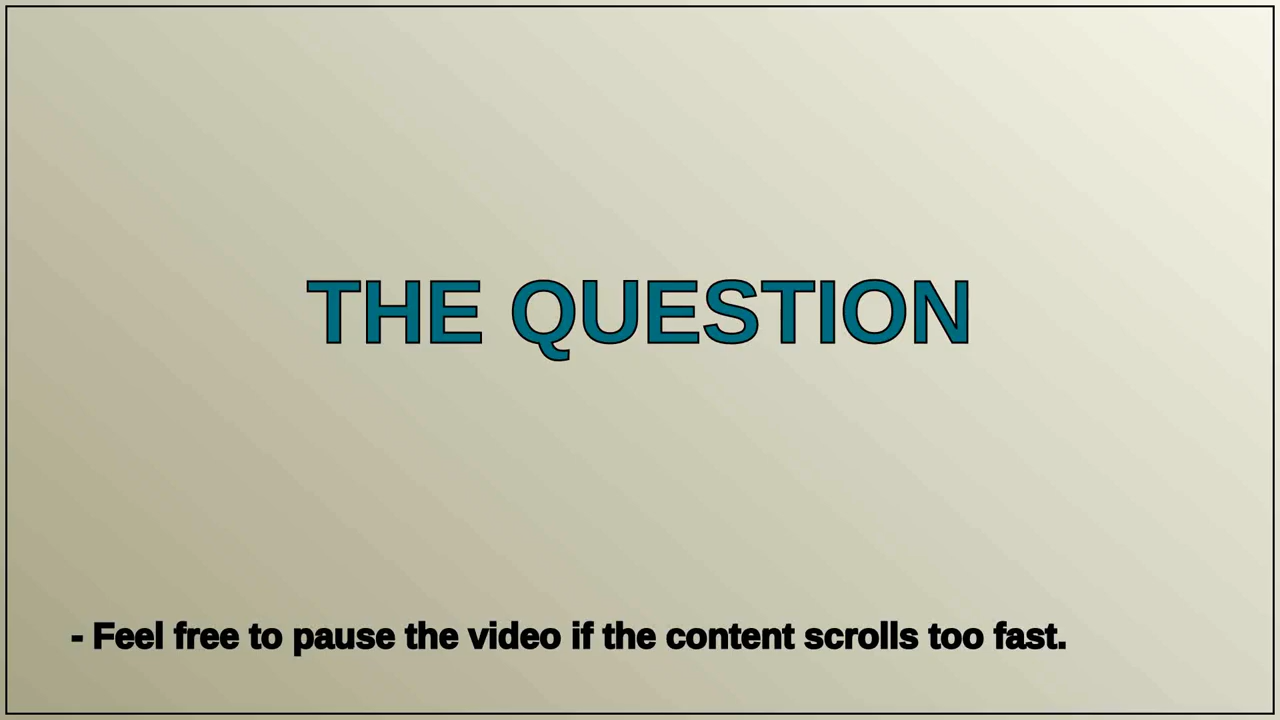 THE QUESTION
- Feel free to pause the video if the content scrolls too fast.